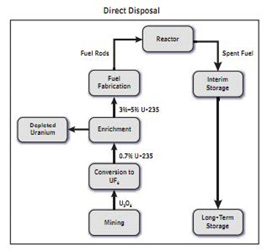 Direct Disposal
Reactor
Fuel Rods
Spent Fuel
Fuel
Fabrication
Interim
Storage
3%-5% U-235
Depleted
Uranium
Enrichment
0.7% U-235
Conversion to
UF₆
U₃O₈
Mining
Long-Term
Storage